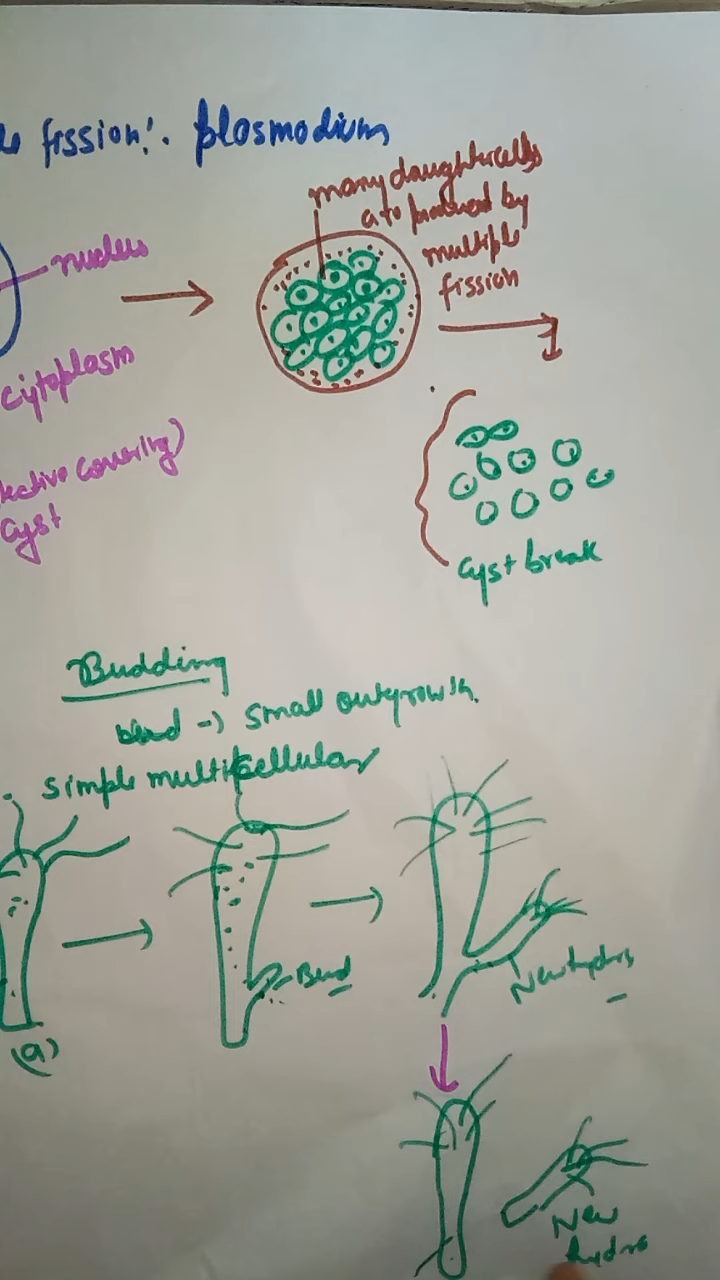 fission! . plasmodium
many daughter cells
are produced by
multiple
fission
nucleus
cytoplasm
ective covering)
Cyst
Cyst break
Budding
bud -> small outgrowth.
simple multicellular
Bud
New hydra
(a)
New
hydra